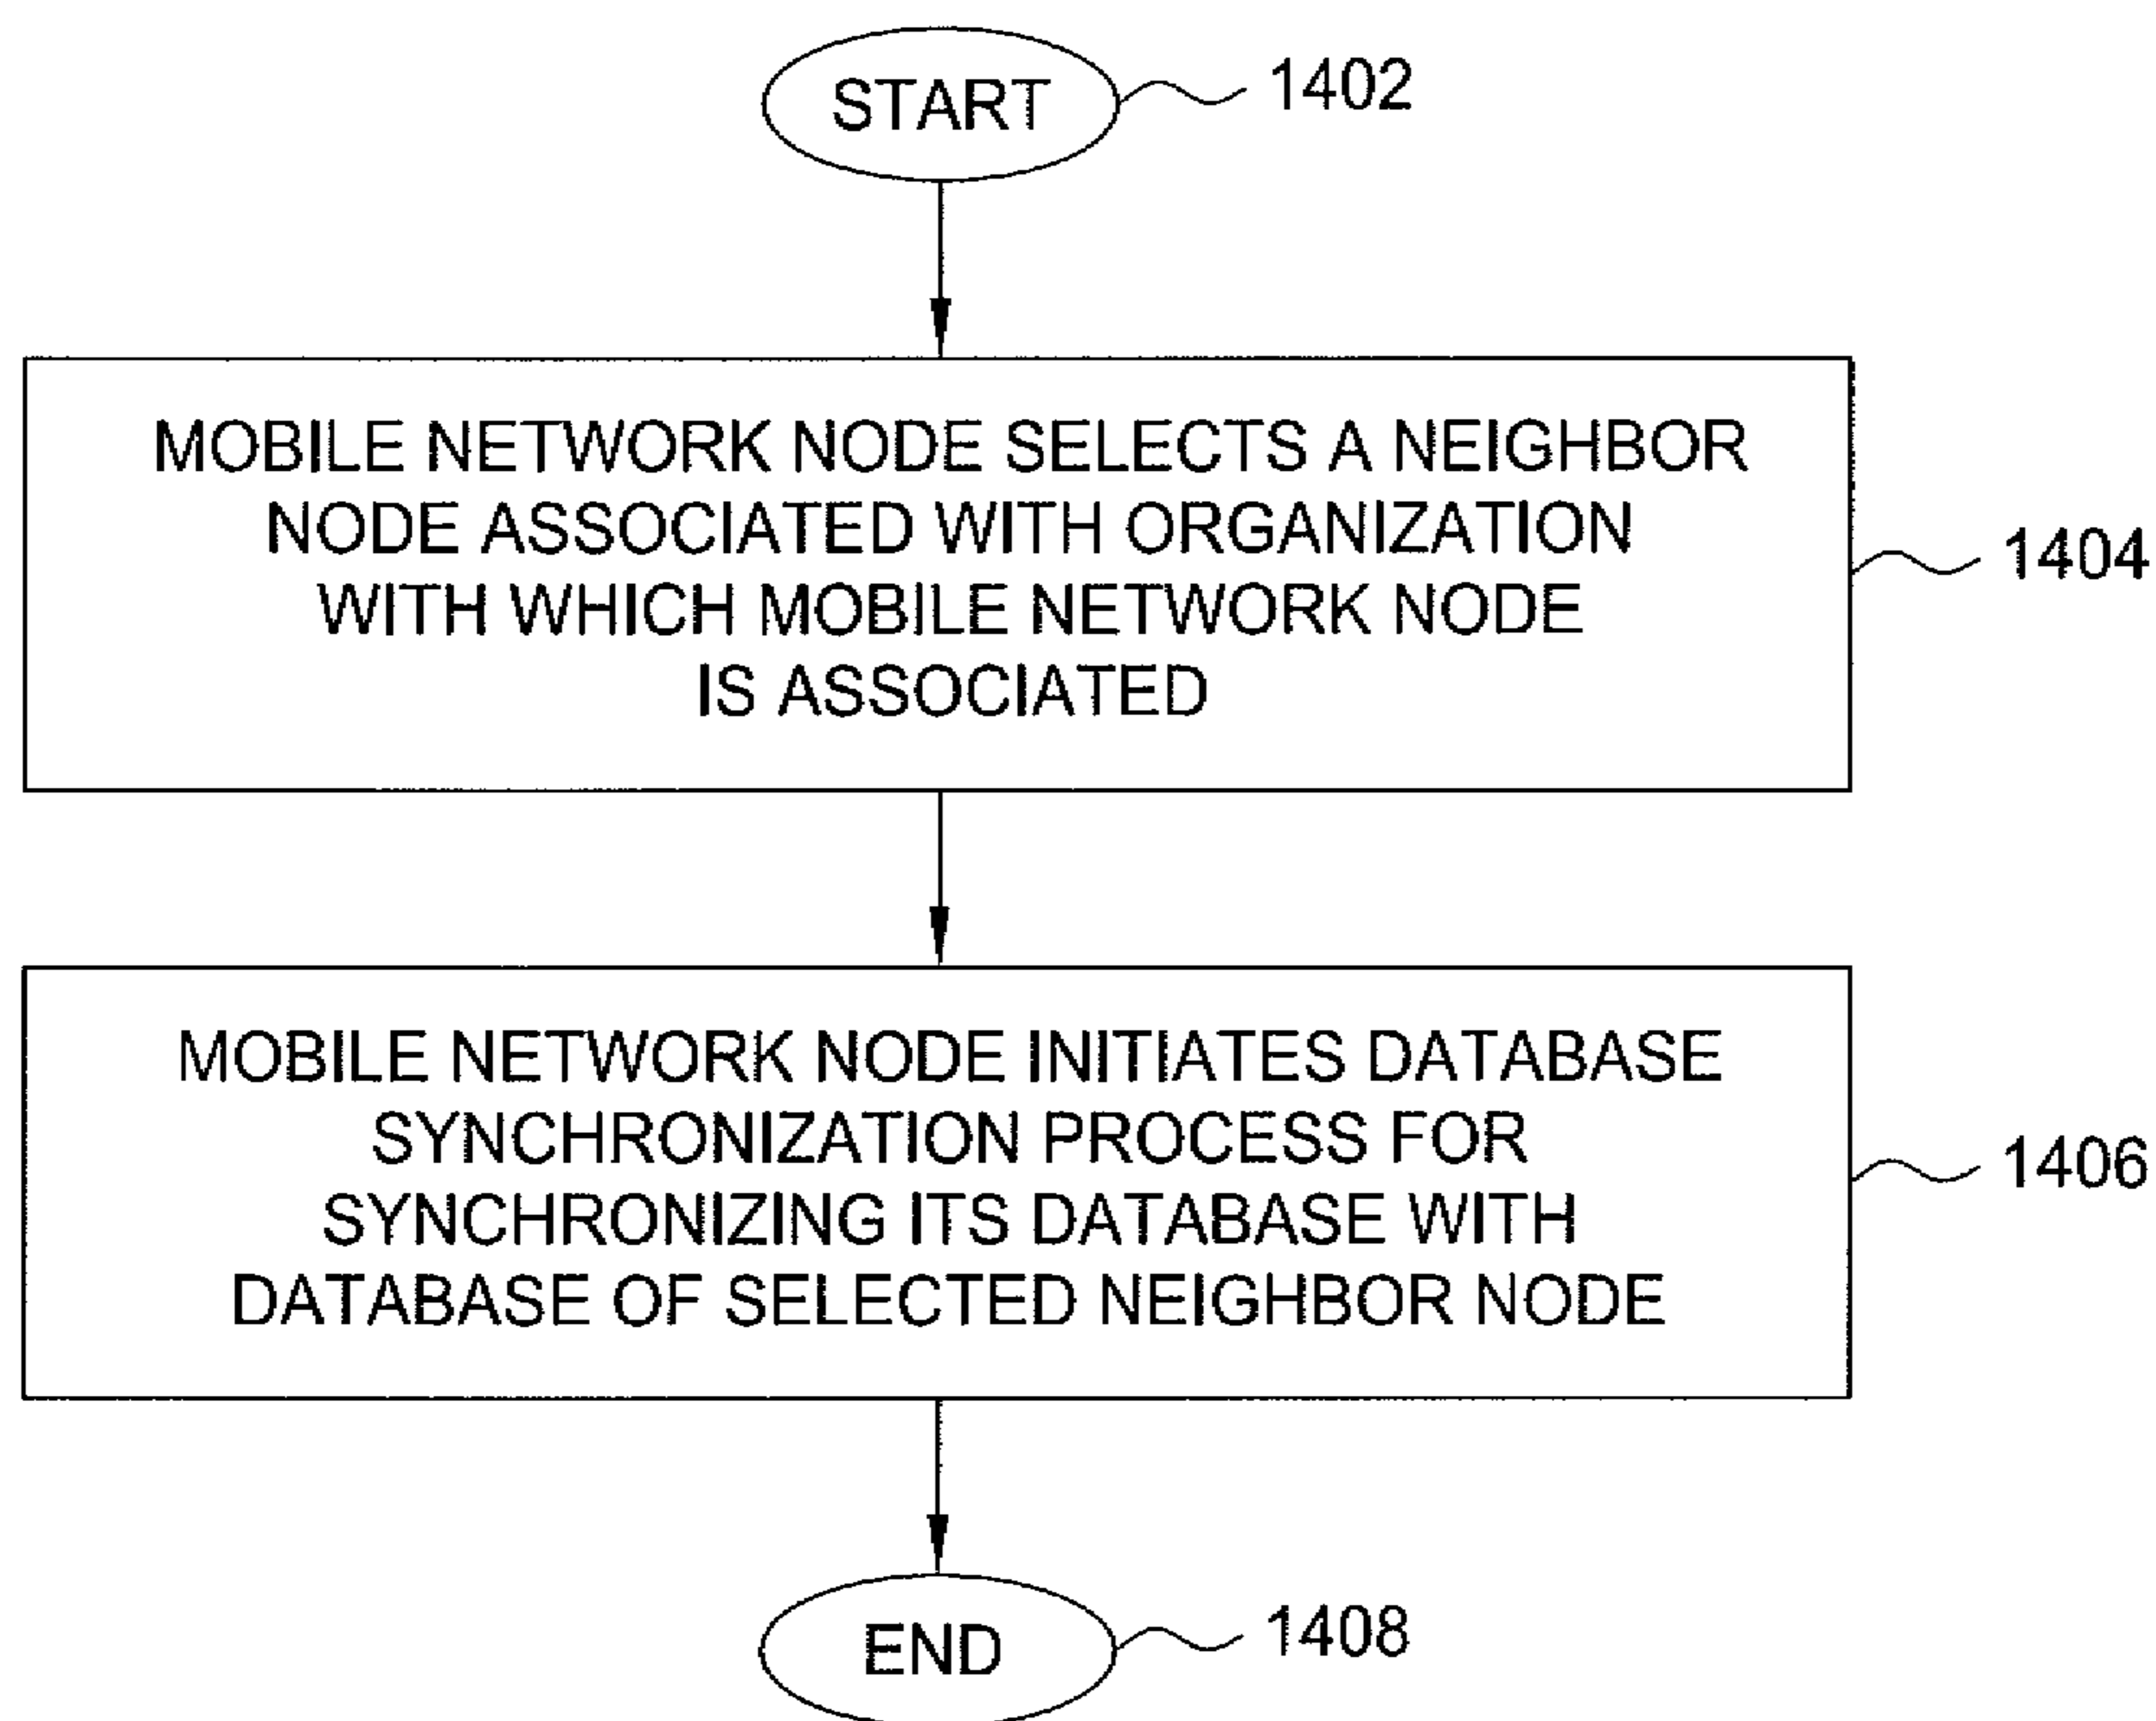 START
1402
MOBILE NETWORK NODE SELECTS A NEIGHBOR
NODE ASSOCIATED WITH ORGANIZATION
WITH WHICH MOBILE NETWORK NODE
IS ASSOCIATED
1404
MOBILE NETWORK NODE INITIATES DATABASE
SYNCHRONIZATION PROCESS FOR
SYNCHRONIZING ITS DATABASE WITH
DATABASE OF SELECTED NEIGHBOR NODE
1406
END
1408